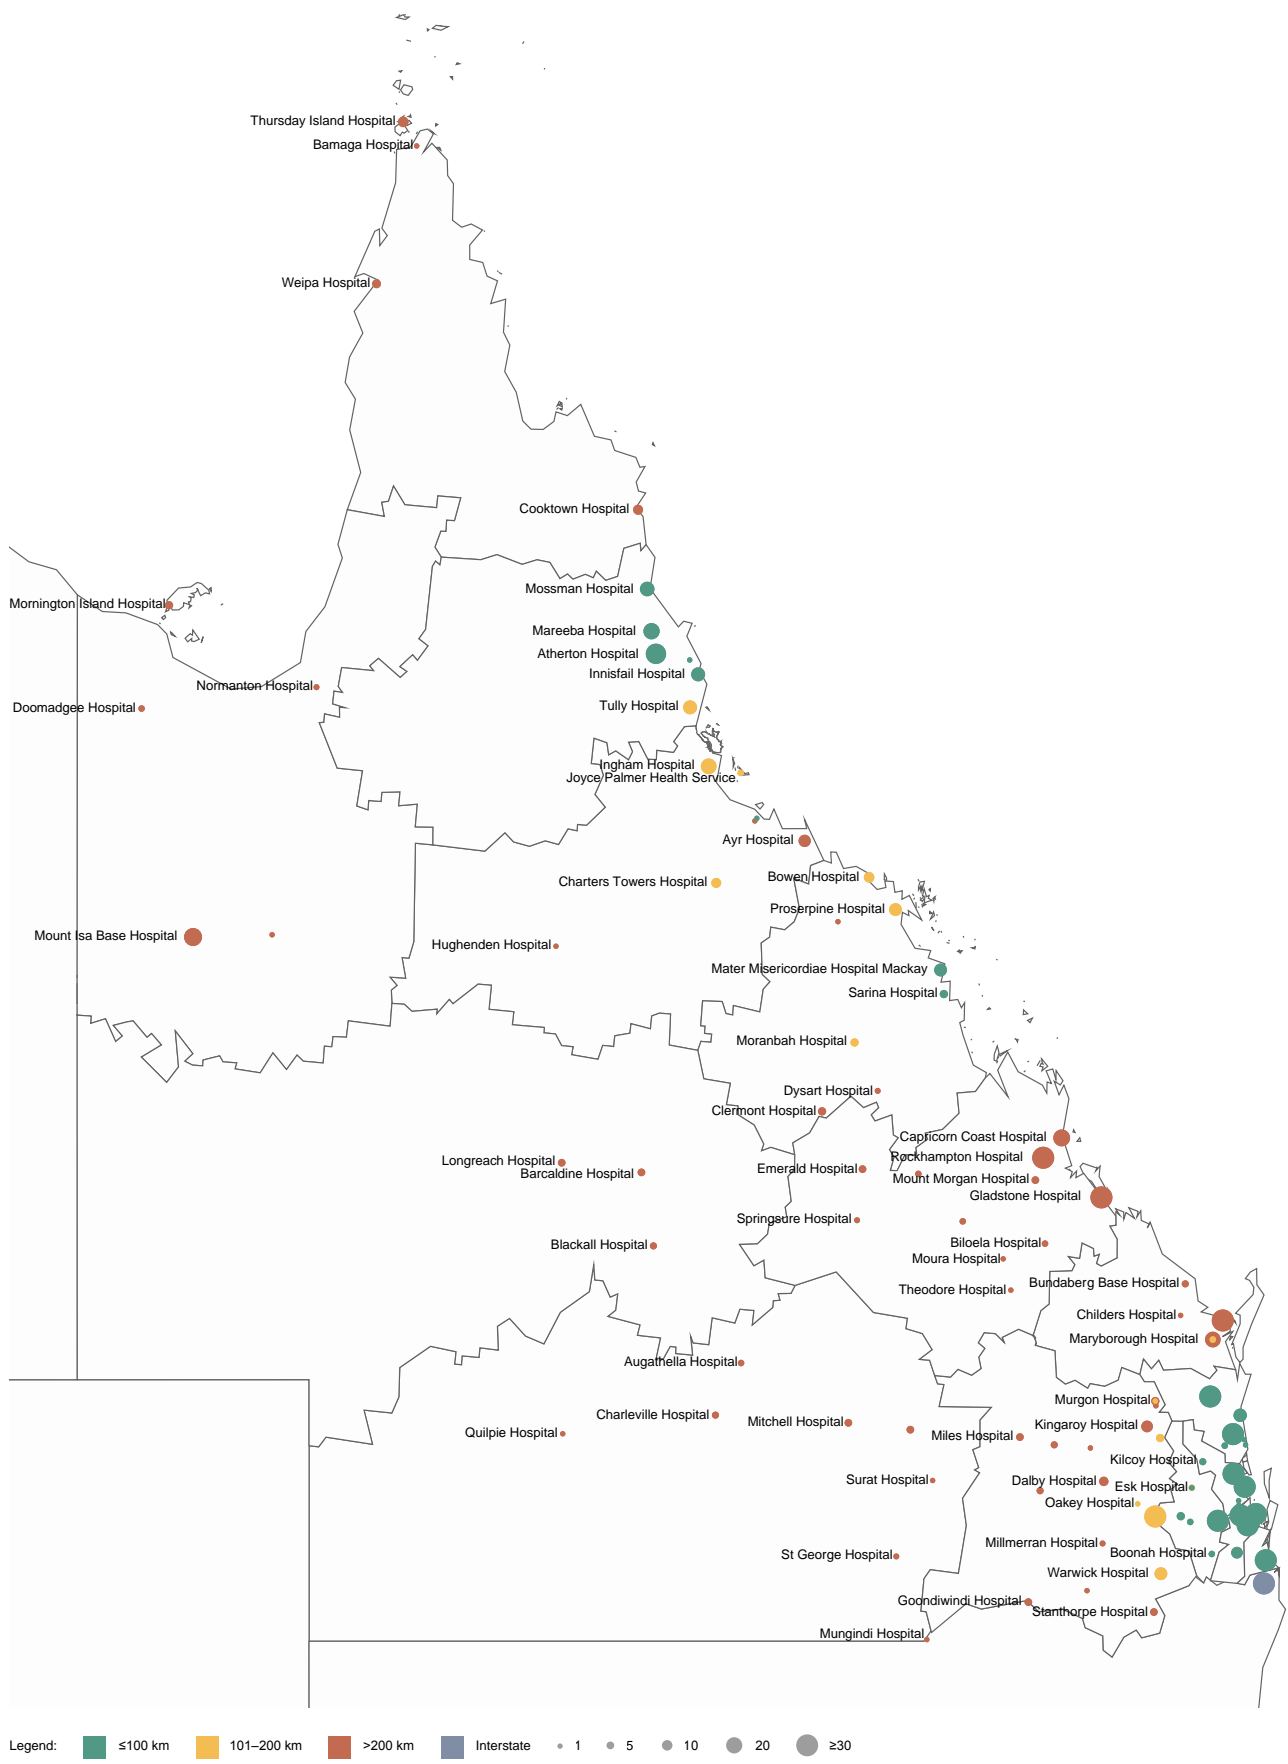 Thursday Island Hospital
Bamaga Hospital
Weipa Hospital
Cooktown Hospital
Mossman Hospital
Mornington Island Hospital
Mareeba Hospital
Atherton Hospital
Innisfail Hospital
Normanton Hospital
Tully Hospital
Doomadgee Hospital
Ingham Hospital
Joyce Palmer Health Service
Ayr Hospital
Bowen Hospital
Charters Towers Hospital
Proserpine Hospital
Mount Isa Base Hospital
Hughenden Hospital
Mater Misericordiae Hospital Mackay
Sarina Hospital
Moranbah Hospital
Dysart Hospital
Clermont Hospital
Capricorn Coast Hospital
Rockhampton Hospital
Longreach Hospital
Emerald Hospital
Barcaldine Hospital
Mount Morgan Hospital
Gladstone Hospital
Springsure Hospital
Biloela Hospital
Blackall Hospital
Moura Hospital
Bundaberg Base Hospital
Theodore Hospital
Childers Hospital
Maryborough Hospital
Augathella Hospital
Murgon Hospital
Charleville Hospital
Mitchell Hospital
Kingaroy Hospital
Quilpie Hospital
Miles Hospital
Kilcoy Hospital
Surat Hospital
Dalby Hospital
Esk Hospital
Oakey Hospital
Millmerran Hospital
St George Hospital
Boonah Hospital
Warwick Hospital
Goondiwindi Hospital
Stanthorpe Hospital
Mungindi Hospital
Legend: ≤100 km 101–200 km >200 km Interstate 1 5 10 20 ≥30